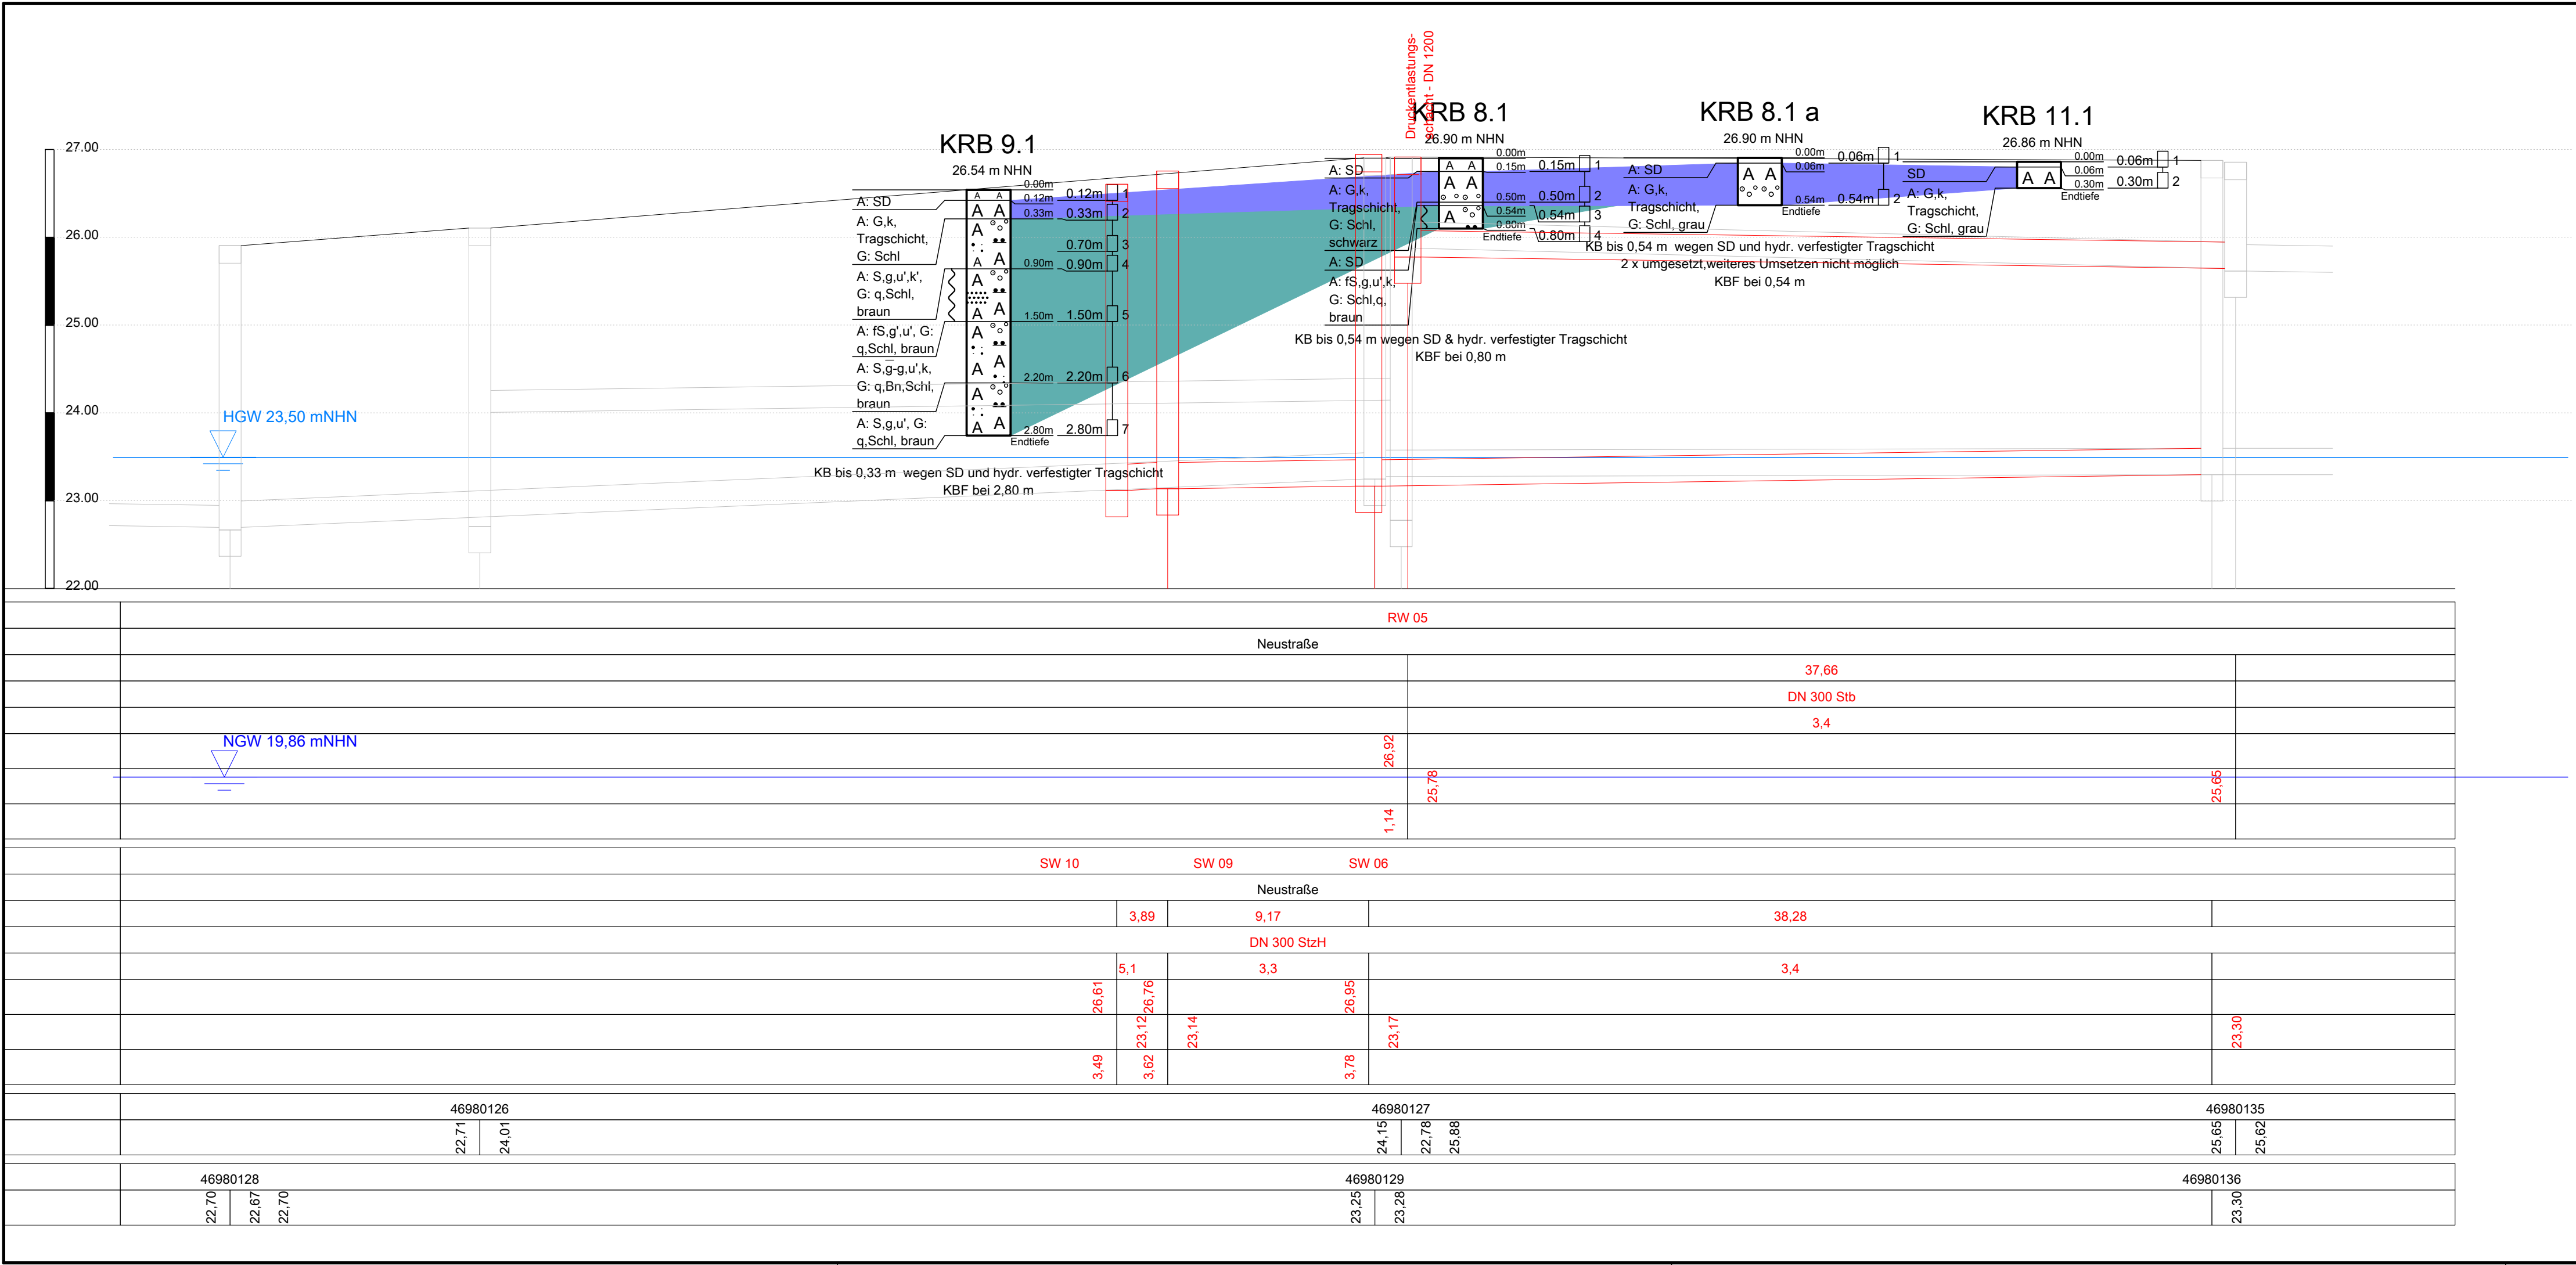 Druckentlastungs-
schacht - DN 1200
KRB 9.1
26.54 m NHN
KRB 8.1
26.90 m NHN
KRB 8.1 a
26.90 m NHN
KRB 11.1
26.86 m NHN
27.00
26.00
25.00
24.00
23.00
22.00
HGW 23,50 mNHN
A: SD
A: G,k,
Tragschicht,
G: Schl
A: S,g,u',k',
G: q,Schl,
braun
A: fS,g',u', G:
q,Schl, braun
A: S,g-g̅,u',k,
G: q,Bn,Schl,
braun
A: S,g,u', G:
q,Schl, braun
A A
A A
A
A A
A
A A
A
A A
A
A A
0.00m
0.12m
0.33m
0.90m
1.50m
2.20m
2.80m
Endtiefe
0.12m 1
0.33m 2
0.70m 3
0.90m 4
1.50m 5
2.20m 6
2.80m 7
KB bis 0,33 m wegen SD und hydr. verfestigter Tragschicht
KBF bei 2,80 m
A: SD
A: G,k,
Tragschicht,
G: Schl,
schwarz
A: SD
A: fS,g,u',k,
G: Schl,q,
braun
A A
A A
A
0.00m
0.15m
0.50m
0.54m
0.80m
Endtiefe
0.15m 1
0.50m 2
0.54m 3
0.80m 4
KB bis 0,54 m wegen SD & hydr. verfestigter Tragschicht
KBF bei 0,80 m
A: SD
A: G,k,
Tragschicht,
G: Schl, grau
A A
0.00m
0.06m
0.54m
Endtiefe
0.06m 1
0.54m 2
KB bis 0,54 m wegen SD und hydr. verfestigter Tragschicht
2 x umgesetzt,weiteres Umsetzen nicht möglich
KBF bei 0,54 m
SD
A: G,k,
Tragschicht,
G: Schl, grau
A A
0.00m
0.06m
0.30m
Endtiefe
0.06m 1
0.30m 2
RW 05
Neustraße
37,66
DN 300 Stb
3,4
NGW 19,86 mNHN
26,92
25,78 25,65
1,14
SW 10 SW 09 SW 06
Neustraße
3,89 9,17 38,28
DN 300 StzH
5,1 3,3 3,4
26,61 26,76 26,95
23,12 23,14 23,17 23,30
3,49 3,62 3,78
46980126 46980127 46980135
22,71 24,01 24,15 22,78 25,88 25,65 25,62
46980128 46980129 46980136
22,70 22,67 22,70 23,25 23,28 23,30